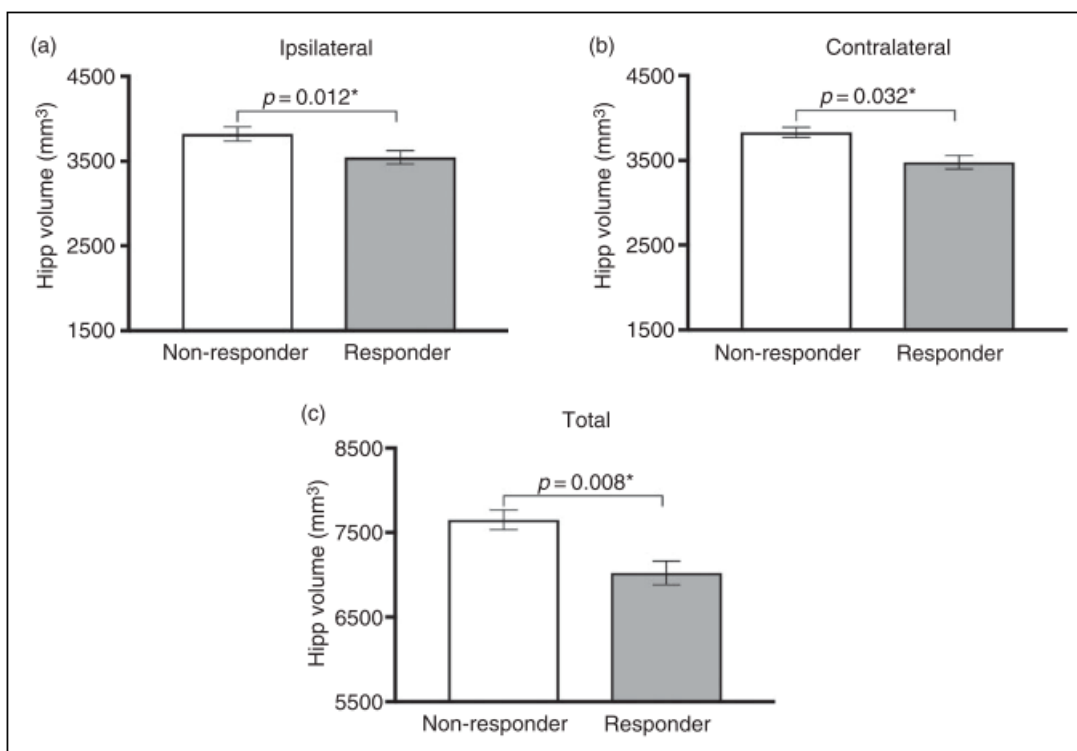 (a)
Ipsilateral
Hipp volume (mm³)
4500
3500
2500
1500
p = 0.012*
Non-responder
Responder
(b)
Contralateral
Hipp volume (mm³)
4500
3500
2500
1500
p = 0.032*
Non-responder
Responder
(c)
Total
Hipp volume (mm³)
8500
7500
6500
5500
p = 0.008*
Non-responder
Responder